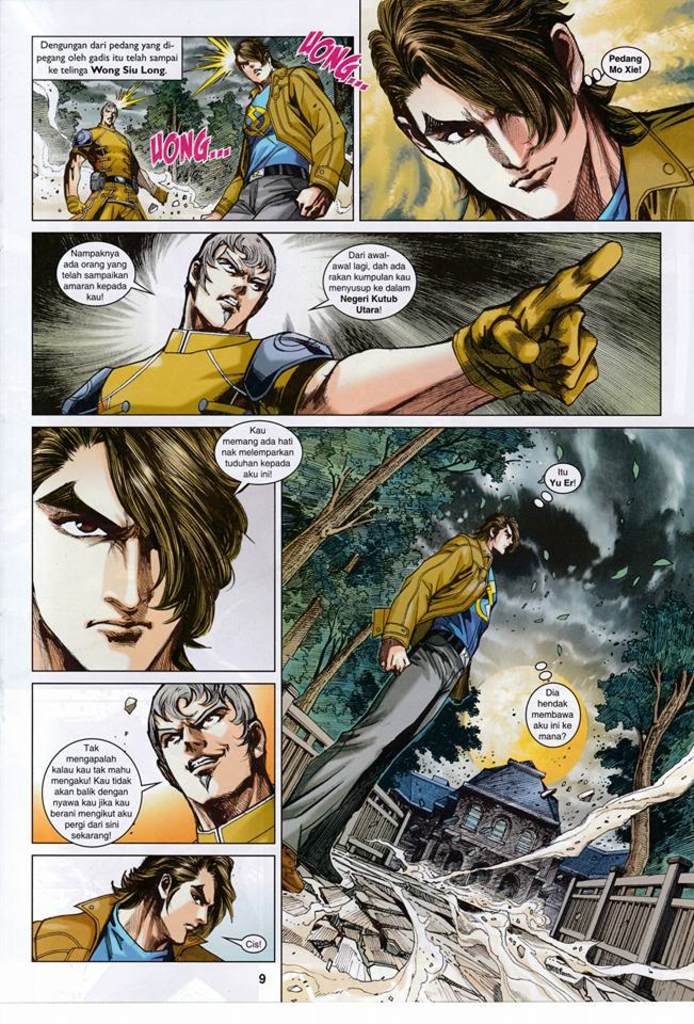 Dengungan dari pedang yang di-
pegang oleh gadis itu telah sampai
ke telinga Wong Siu Long.
UONG...
UONG...
Pedang
Mo Xie!
Nampaknya
ada orang yang
telah sampaikan
amaran kepada
kau!
Dari awal-
awal lagi, dah ada
rakan kumpulan kau
menyusup ke dalam
Negeri Kutub
Utara!
Kau
memang ada hati
nak melemparkan
tuduhan kepada
aku ini!
Itu
Yu Er!
Dia
hendak
membawa
aku ini ke
mana?
Tak
mengapalah
kalau kau tak mahu
mengaku! Kau tidak
akan balik dengan
nyawa kau jika kau
berani mengikut aku
pergi dari sini
sekarang!
Cis!
9